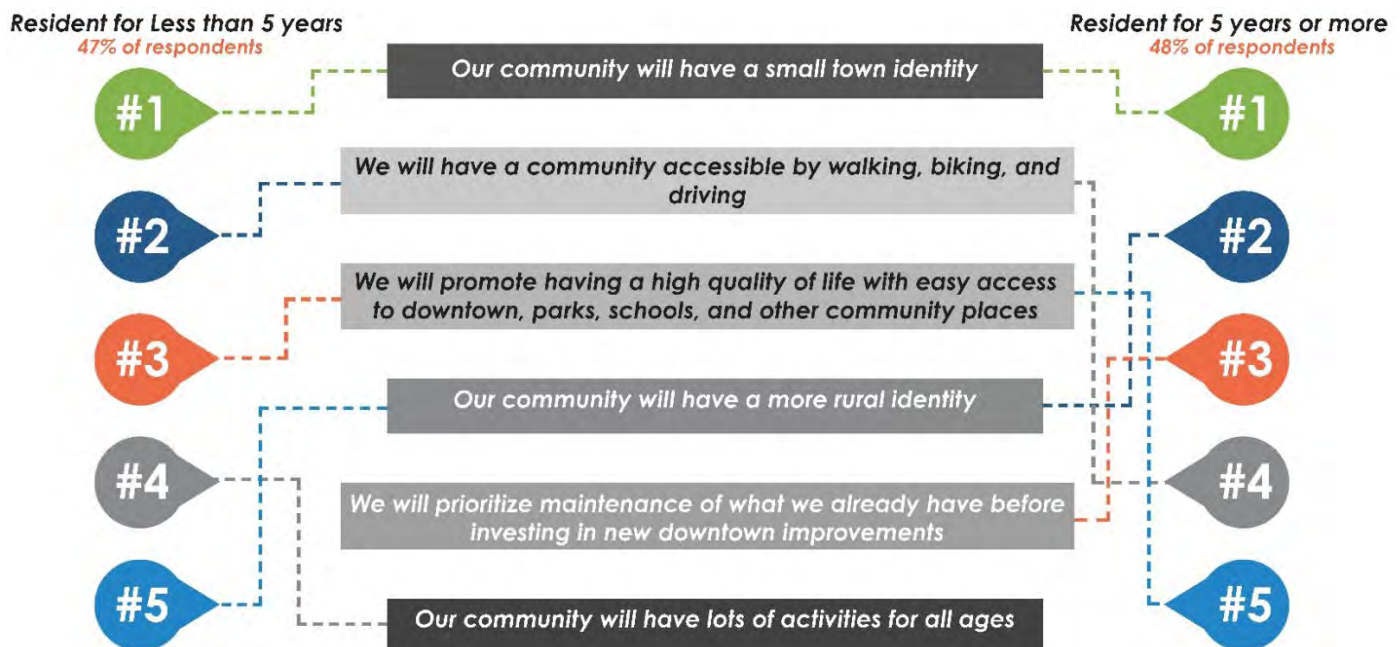 Resident for Less than 5 years
47% of respondents
Resident for 5 years or more
48% of respondents
#1
Our community will have a small town identity
#1
#2
We will have a community accessible by walking, biking, and
driving
#2
#3
We will promote having a high quality of life with easy access
to downtown, parks, schools, and other community places
#3
Our community will have a more rural identity
#4
We will prioritize maintenance of what we already have before
investing in new downtown improvements
#4
#5
Our community will have lots of activities for all ages
#5